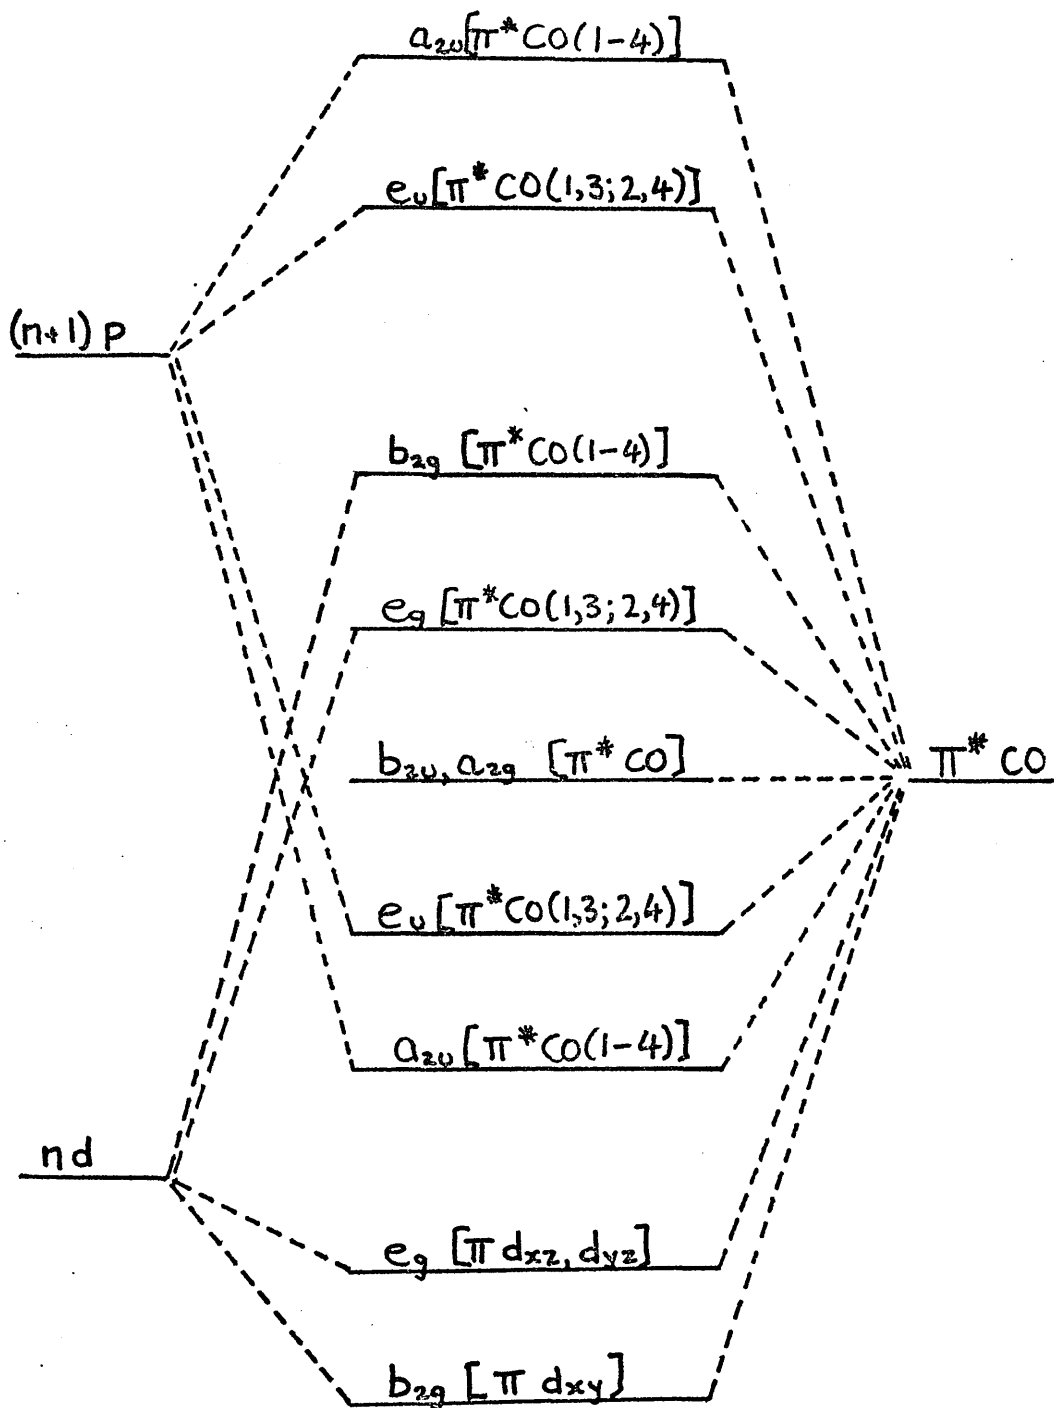 a₂u[π*CO(1-4)]
eu[π*CO(1,3;2,4)]
(n+1) p
b₂g [π*CO(1-4)]
eg [π*CO(1,3;2,4)]
b₂u, a₂g [π* CO]
π* CO
eu[π*CO(1,3;2,4)]
a₂u[π*CO(1-4)]
nd
eg [π dxz, dyz]
b₂g [π dxy]